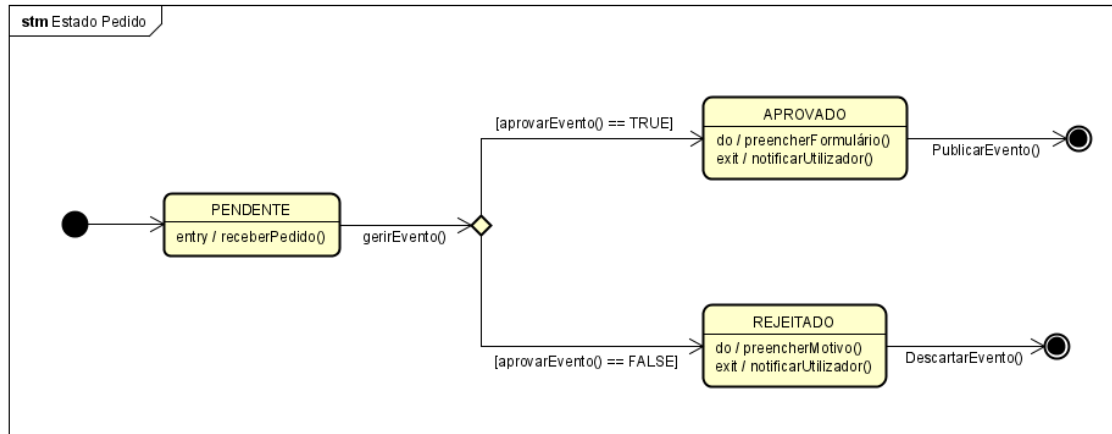 stm Estado Pedido
[aprovarEvento() == TRUE]
APROVADO
do / preencherFormulário()
exit / notificarUtilizador()
PublicarEvento()
PENDENTE
entry / receberPedido()
gerirEvento()
[aprovarEvento() == FALSE]
REJEITADO
do / preencherMotivo()
exit / notificarUtilizador()
DescartarEvento()